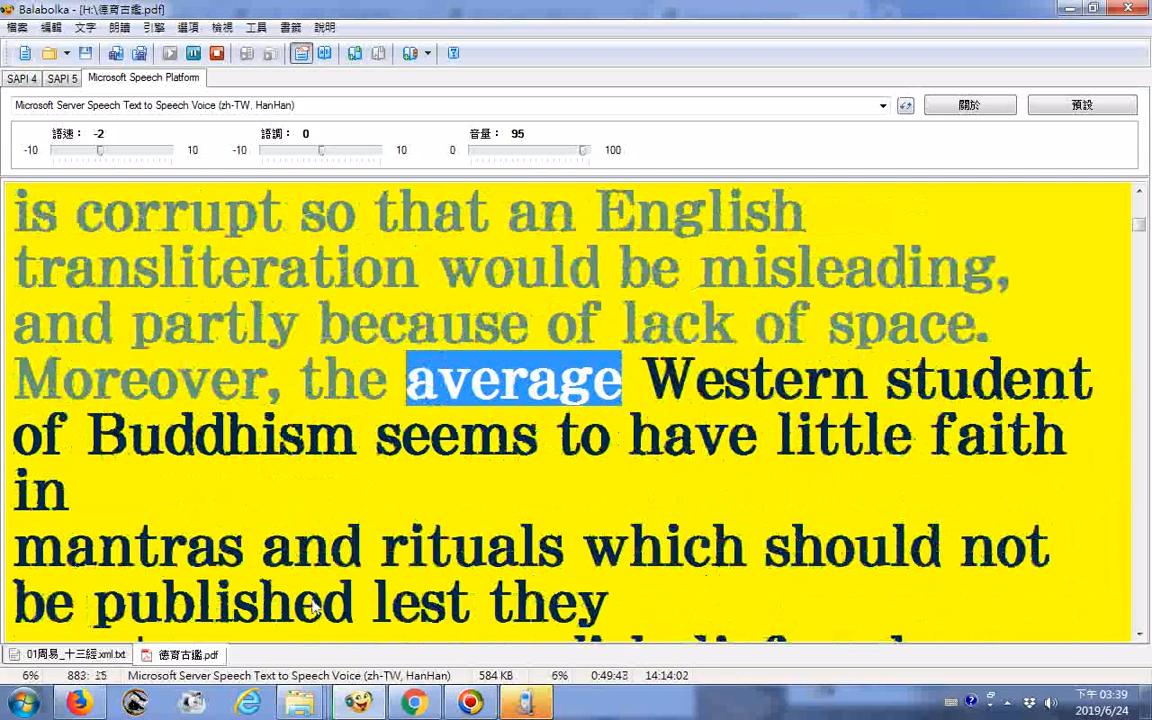 Balabolka - [H:\德育古鑑.pdf]
檔案 編輯 文字 朗讀 引擎 選項 檢視 工具 書籤 說明
SAPI 4 SAPI 5 Microsoft Speech Platform
Microsoft Server Speech Text to Speech Voice (zh-TW, HanHan) 關於 預設
語速： -2 語調： 0 音量： 95
-10 10 -10 10 0 100
is corrupt so that an English
transliteration would be misleading,
and partly because of lack of space.
Moreover, the average Western student
of Buddhism seems to have little faith
in
mantras and rituals which should not
be published lest they
01周易_十三經.xml.txt 德育古鑑.pdf
6% 883: 15 Microsoft Server Speech Text to Speech Voice (zh-TW, HanHan) 584 KB 6% 0:49:43 14:14:02
下午 03:39
2019/6/24